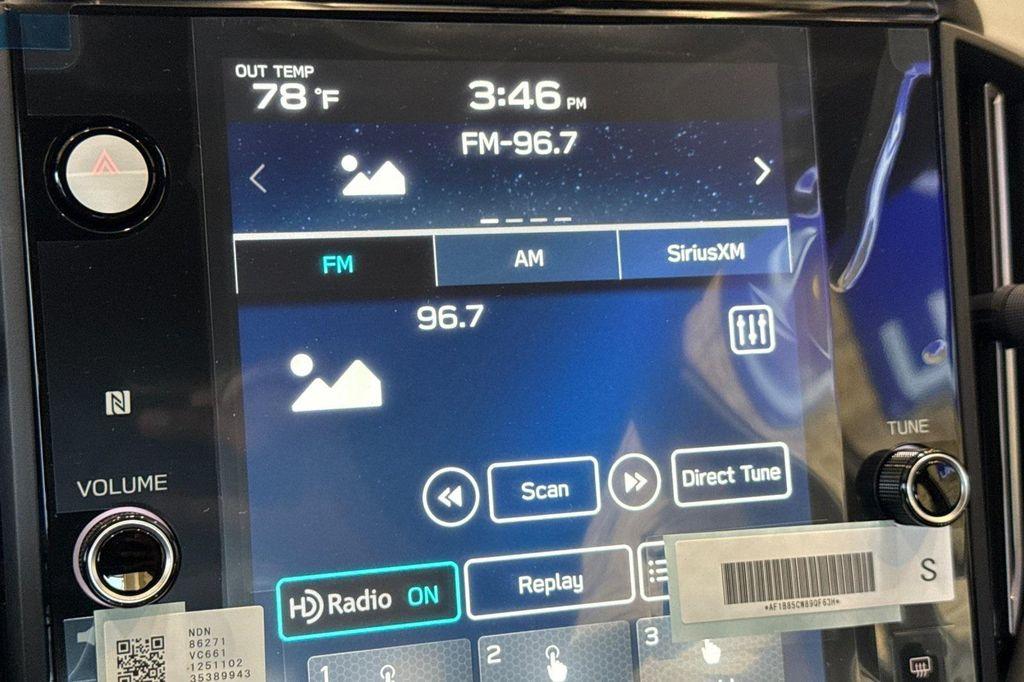 OUT TEMP
78 °F
3:46 PM
FM-96.7
FM
AM
SiriusXM
96.7
TUNE
VOLUME
Scan
Direct Tune
HD Radio ON
Replay
S
*AF1B85CW89QF63H*
NDN
86271
VC661
-1251102
35389943
1
2
3